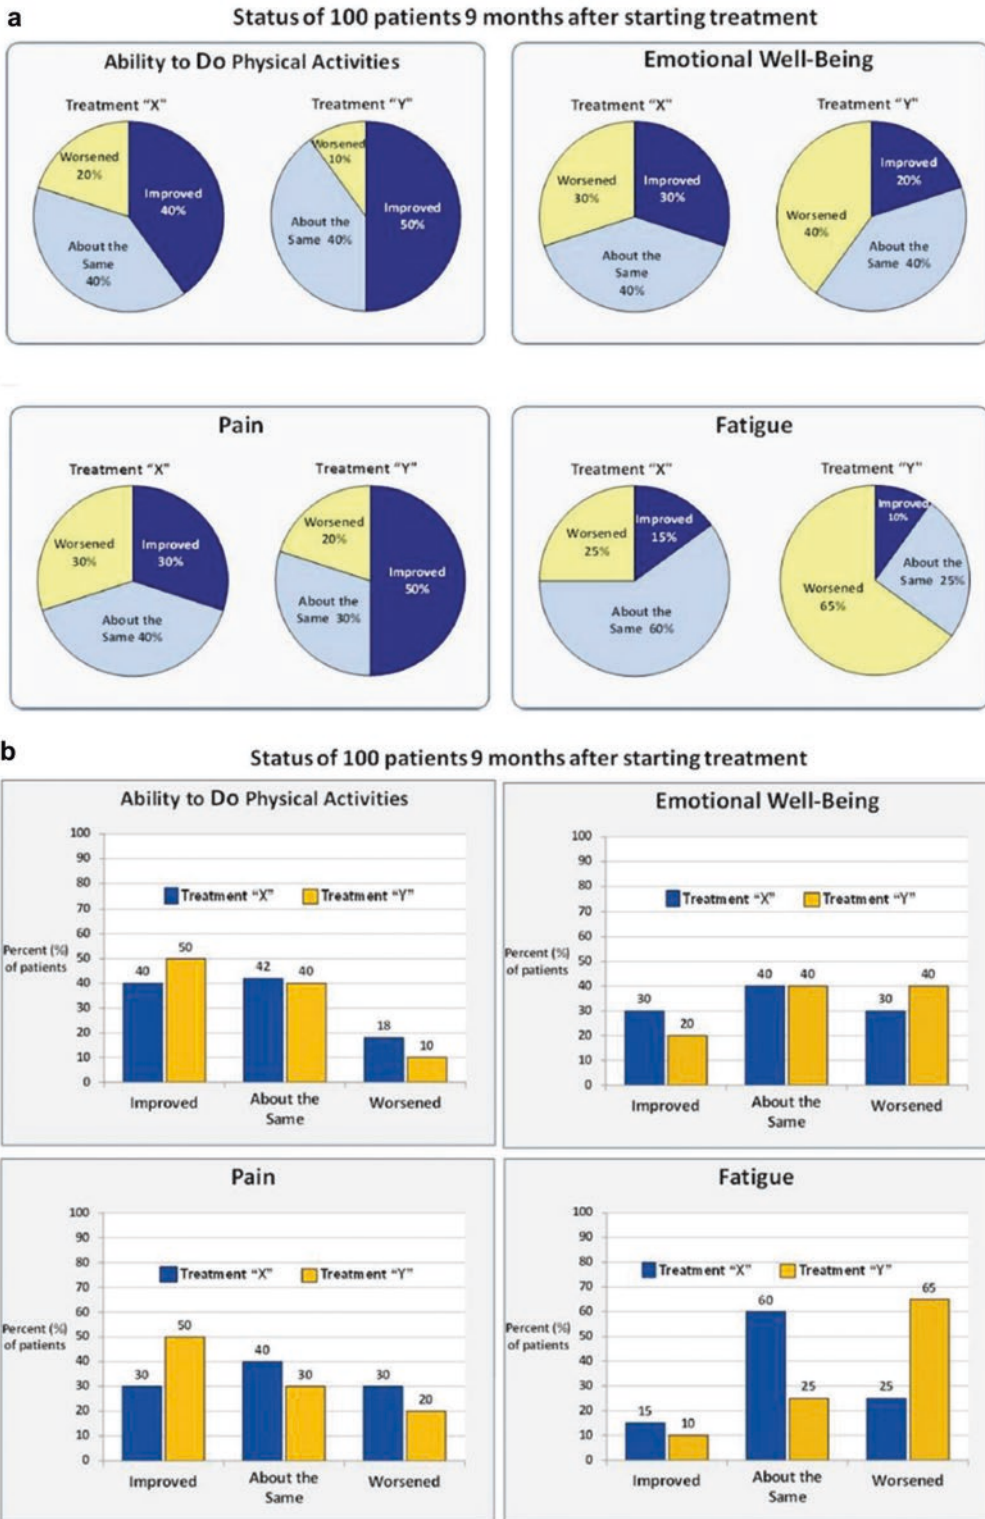 a
Status of 100 patients 9 months after starting treatment
Ability to Do Physical Activities
Treatment "X"
Treatment "Y"
Worsened
20%
Improved
40%
About the
Same
40%
Worsened
10%
Improved
50%
About the
Same 40%
Emotional Well-Being
Treatment "X"
Treatment "Y"
Worsened
30%
Improved
30%
About the
Same
40%
Improved
20%
Worsened
40%
About the
Same 40%
Pain
Treatment "X"
Treatment "Y"
Worsened
30%
Improved
30%
About the
Same 40%
Worsened
20%
Improved
50%
About the
Same 30%
Fatigue
Treatment "X"
Treatment "Y"
Worsened
25%
Improved
15%
About the
Same 60%
Improved
10%
About the
Same 25%
Worsened
65%
b
Status of 100 patients 9 months after starting treatment
Ability to Do Physical Activities
100
90
80
70
60
50
40
30
20
10
0
Percent (%)
of patients
Treatment "X"
Treatment "Y"
40
50
42
40
18
10
Improved
About the
Same
Worsened
Emotional Well-Being
100
90
80
70
60
50
40
30
20
10
0
Percent (%)
of patients
Treatment "X"
Treatment "Y"
30
20
40
40
30
40
Improved
About the
Same
Worsened
Pain
100
90
80
70
60
50
40
30
20
10
0
Percent (%)
of patients
Treatment "X"
Treatment "Y"
30
50
40
30
30
20
Improved
About the
Same
Worsened
Fatigue
100
90
80
70
60
50
40
30
20
10
0
Percent (%)
of patients
Treatment "X"
Treatment "Y"
15
10
60
25
25
65
Improved
About the
Same
Worsened